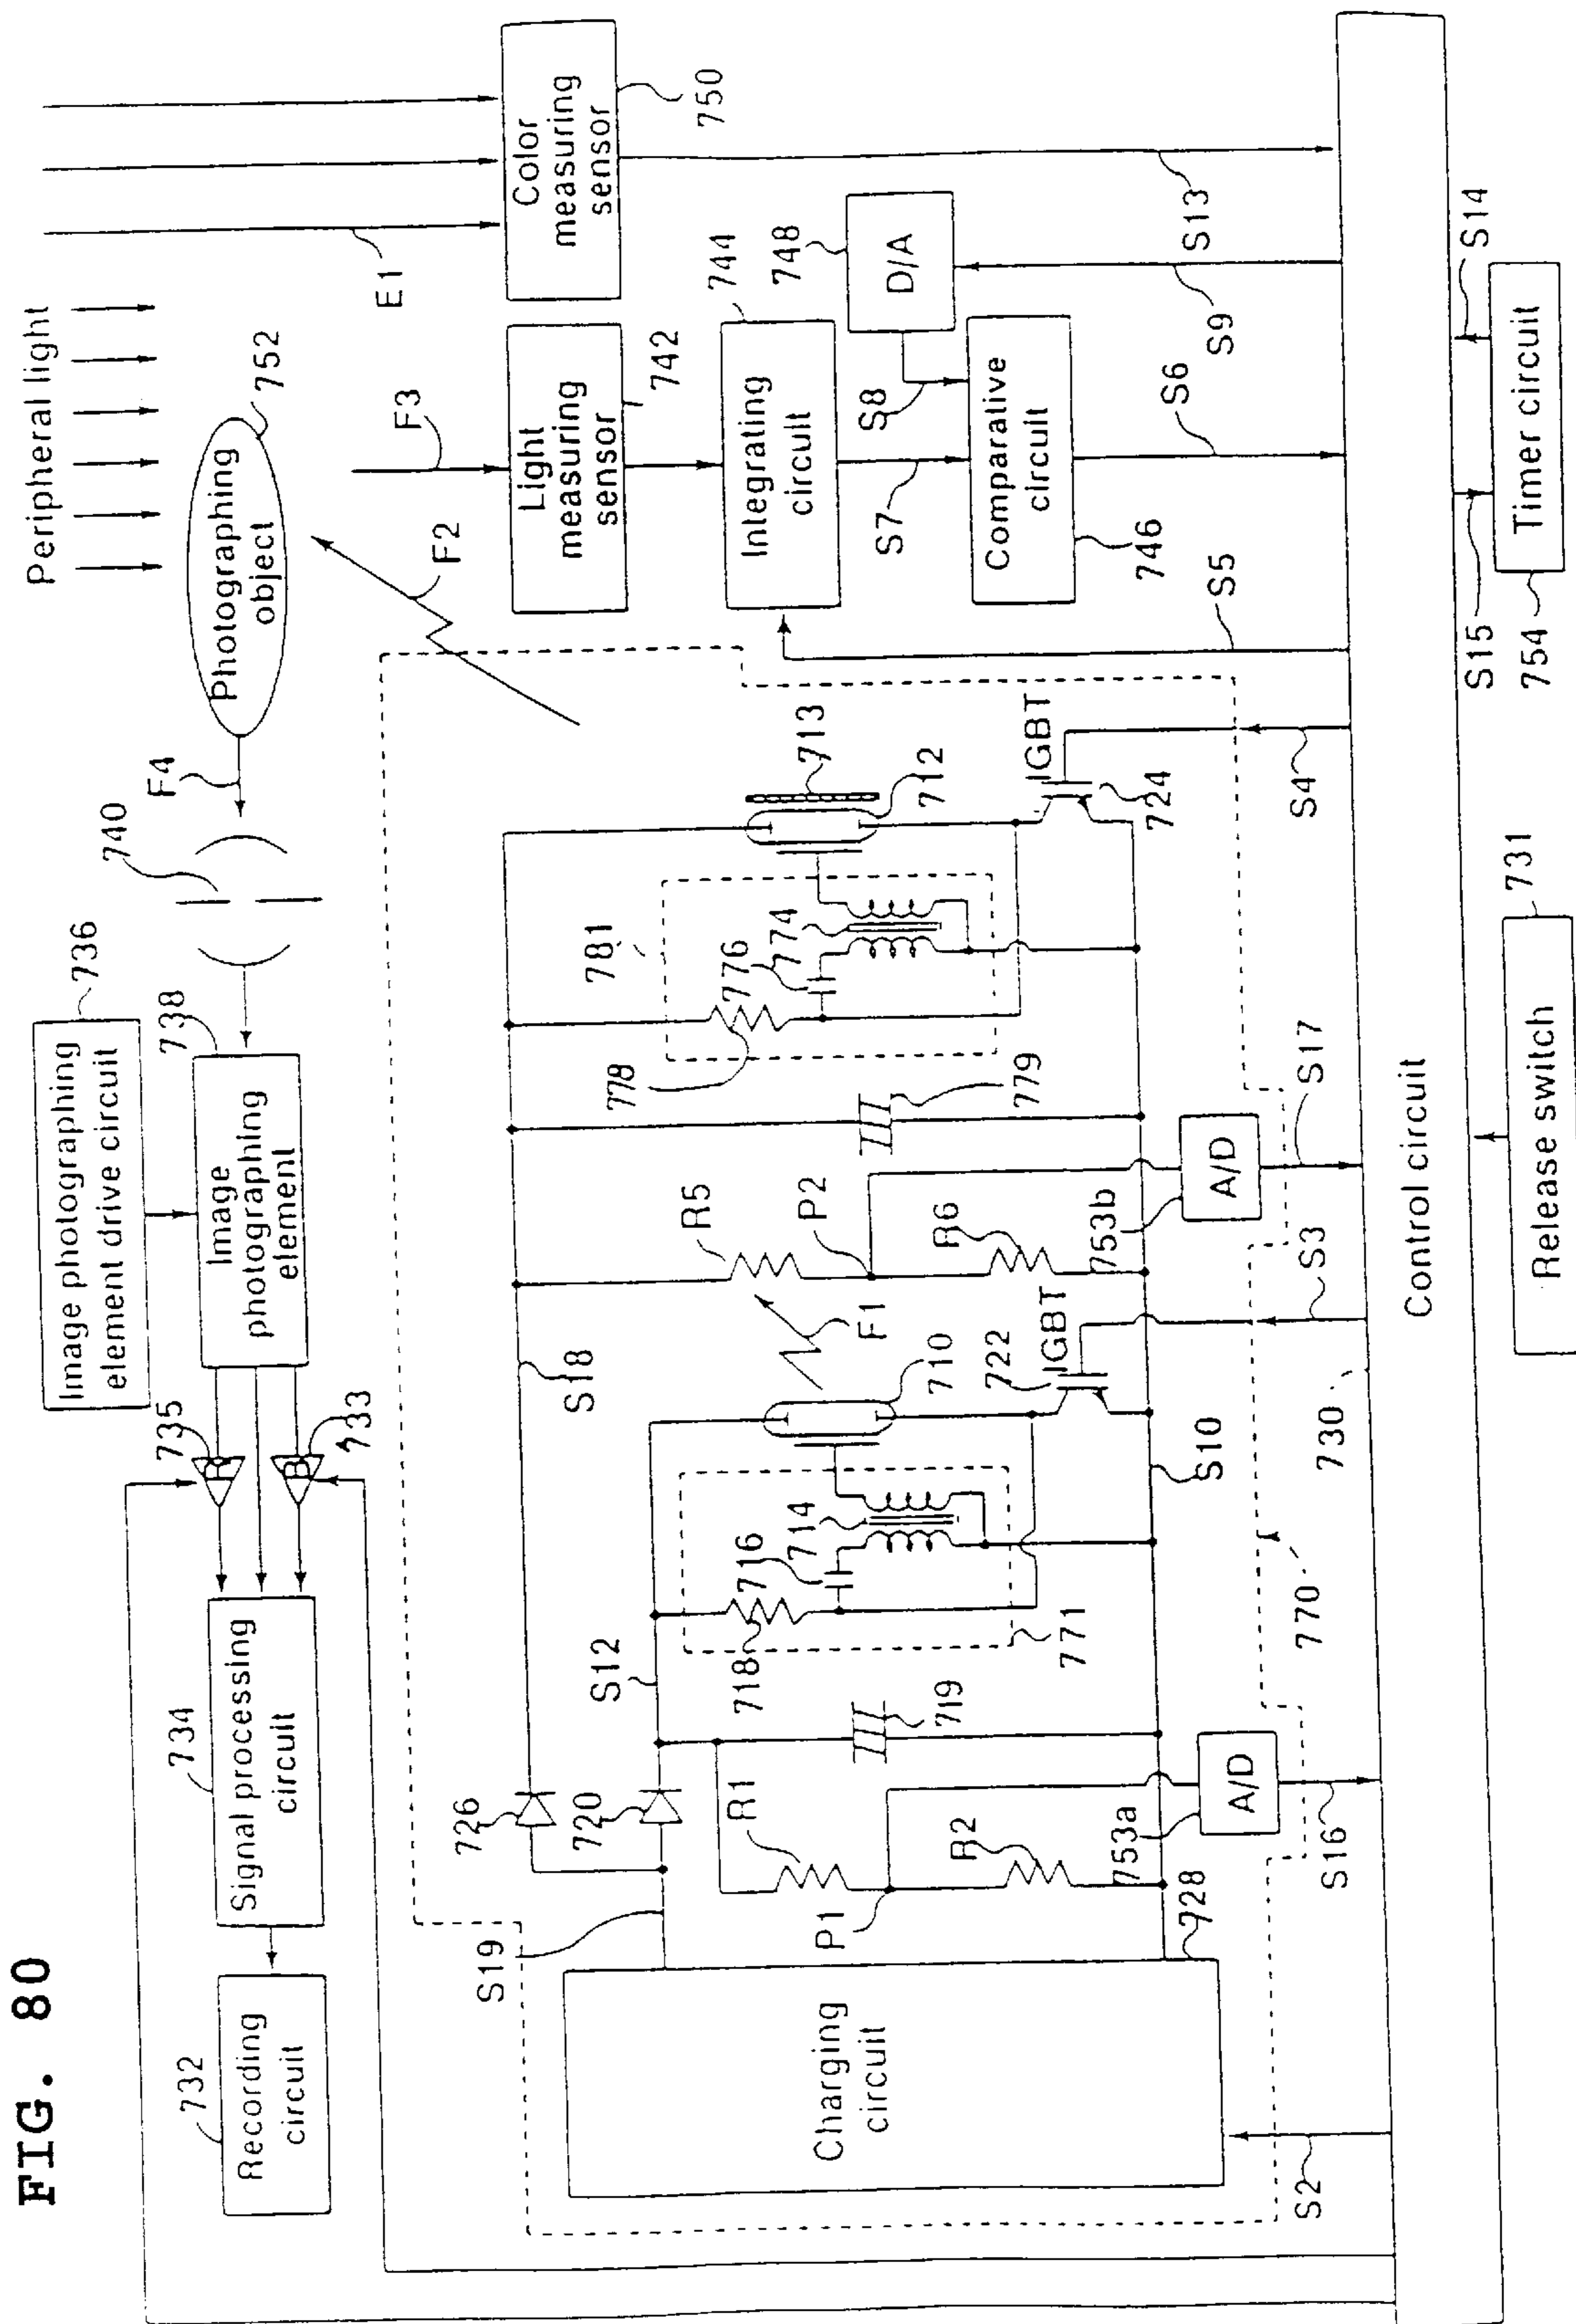 FIG. 80
Peripheral light
752
Photographing
object
F4
740
736
Image photographing
element drive circuit
738
Image
photographing
element
735
733
734
Signal processing
circuit
732
Recording
circuit
E1
Color
measuring
sensor
750
F3
Light
measuring
sensor
742
F2
744
Integrating
circuit
748
D/A
S8
S7
Comparative
circuit
746
S5
S6
S9
S13
713
712
IGBT
724
S4
781
776
774
778
779
R5
P2
R6
753b
A/D
S17
S18
F1
710
722
IGBT
S3
S10
S12
716
714
718
771
719
726
720
R1
R2
P1
753a
A/D
S16
S19
728
Charging
circuit
S2
770
730
Control circuit
S14
S15
Timer circuit
754
731
Release switch